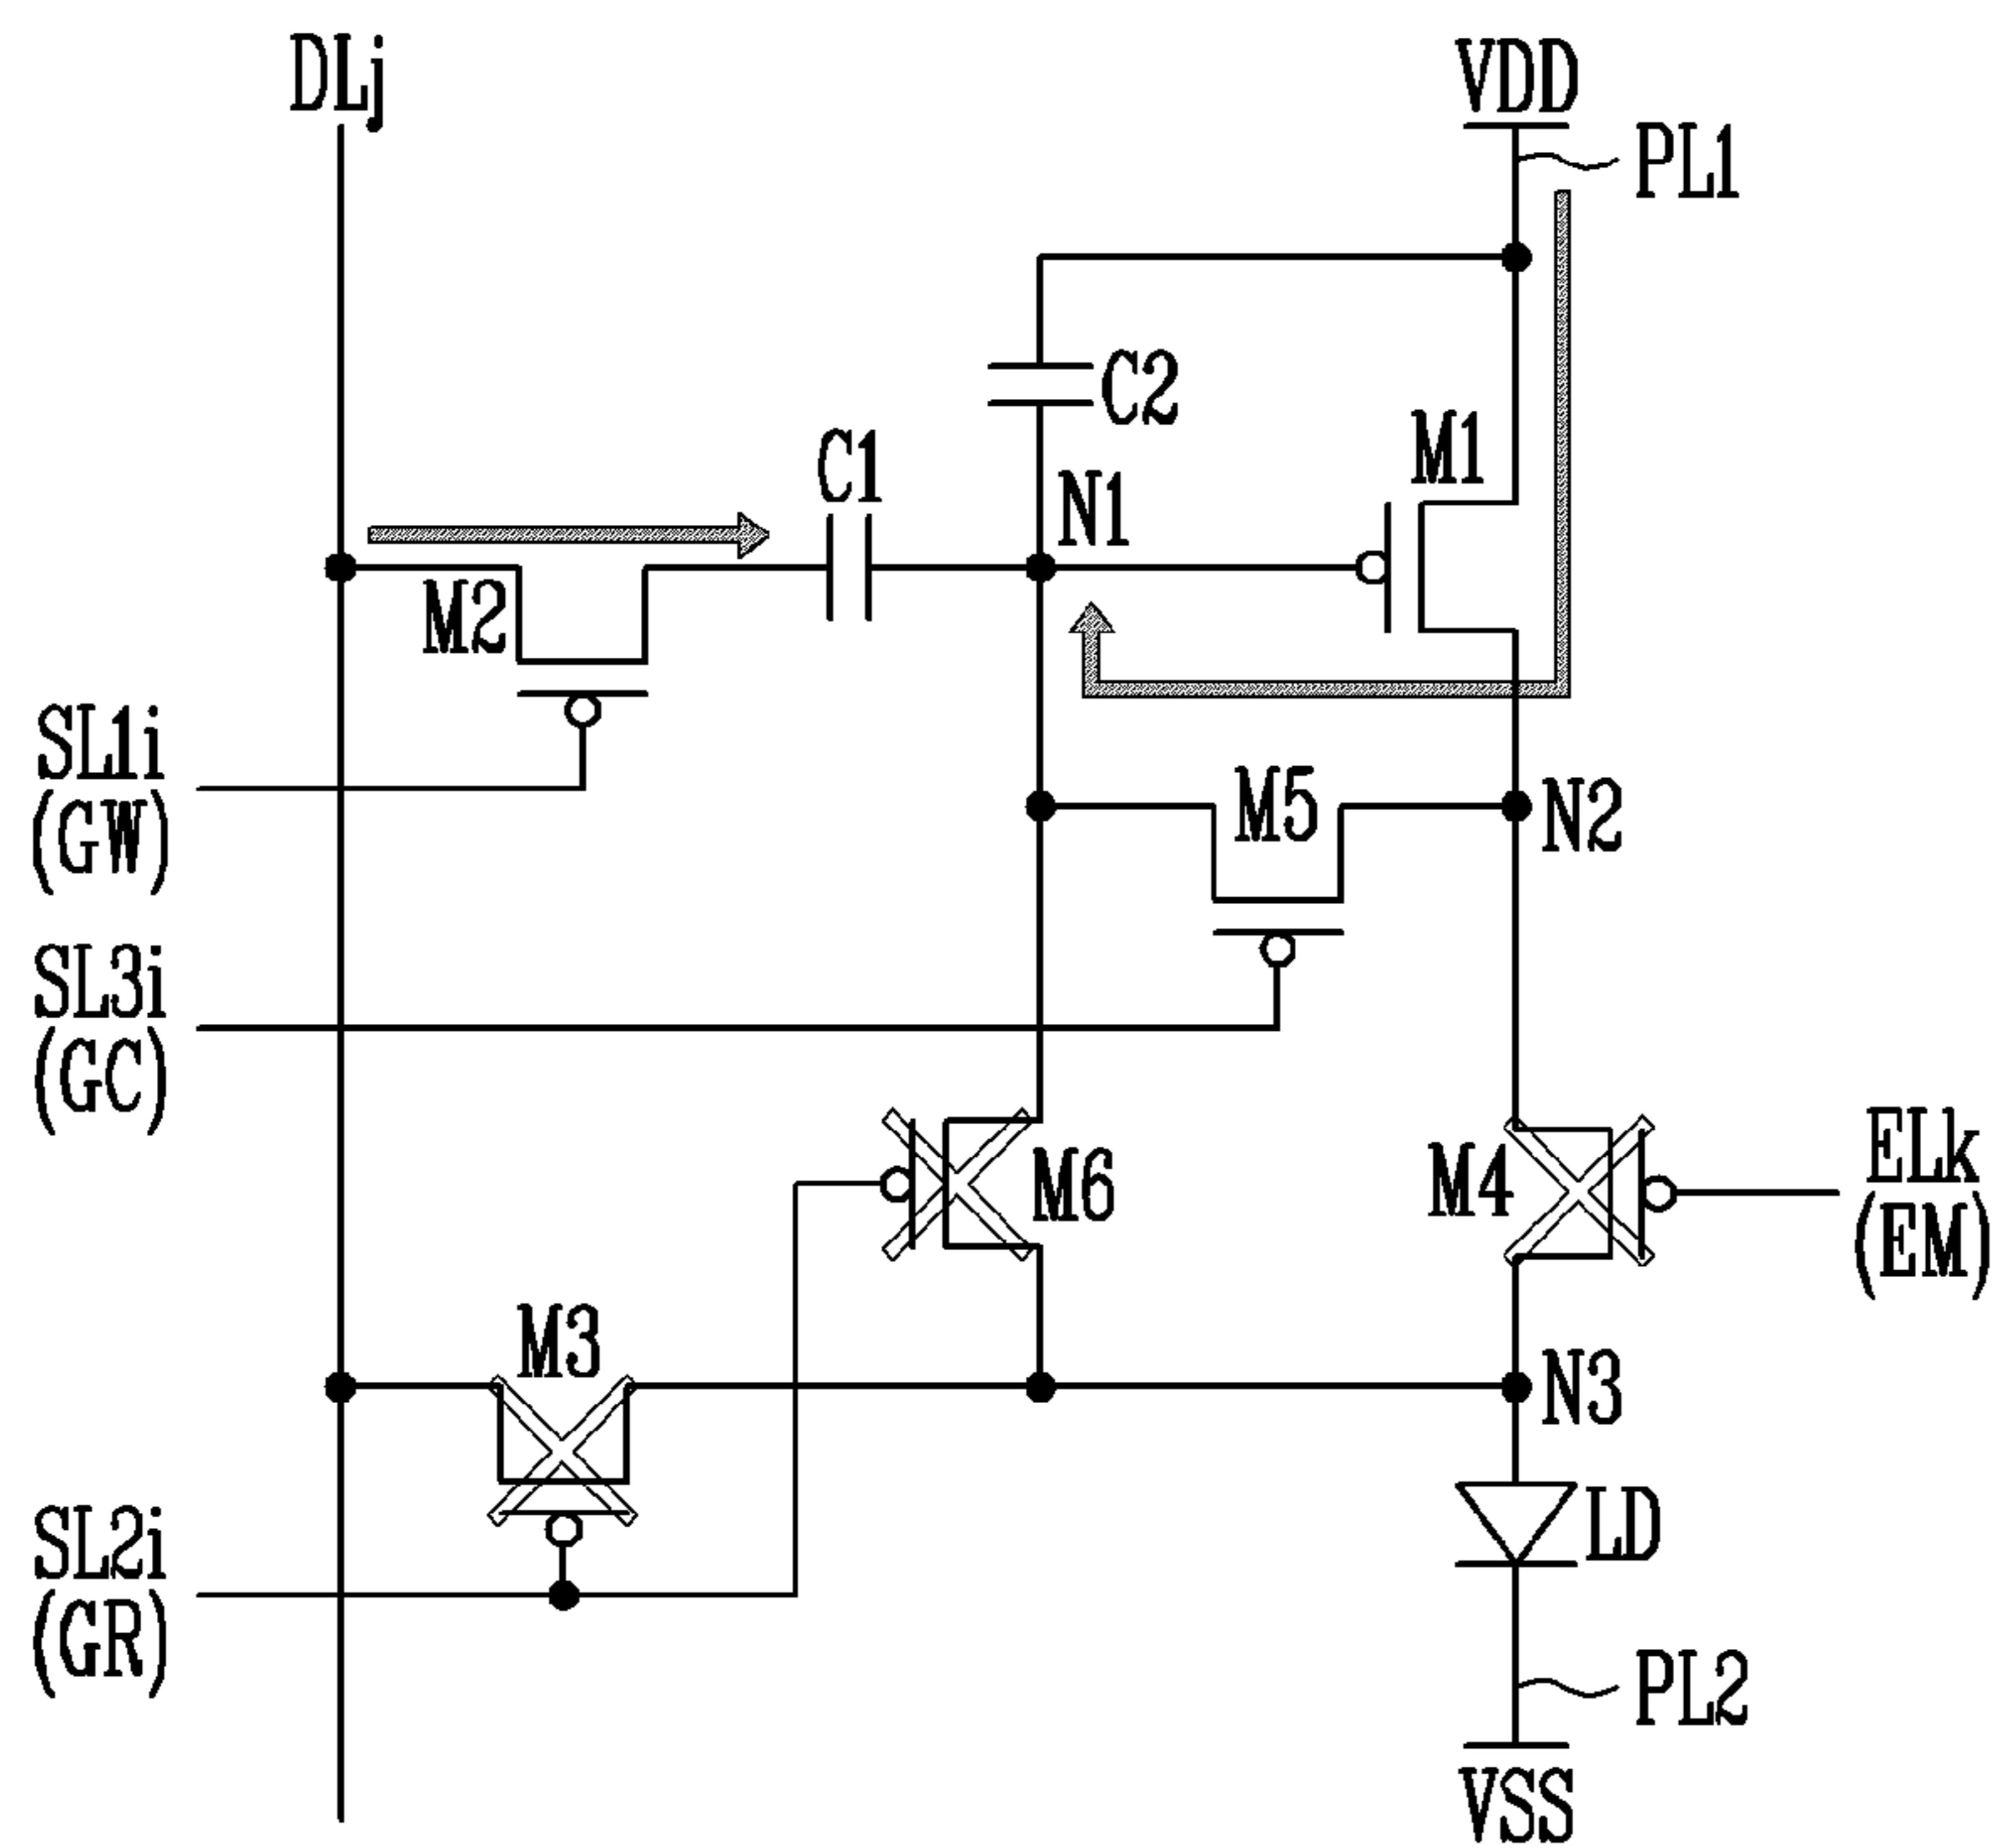 DLj
VDD
PL1
C2
M1
C1
N1
M2
SL1i
(GW)
M5
N2
SL3i
(GC)
M6
M4
ELk
(EM)
M3
N3
SL2i
(GR)
LD
PL2
VSS